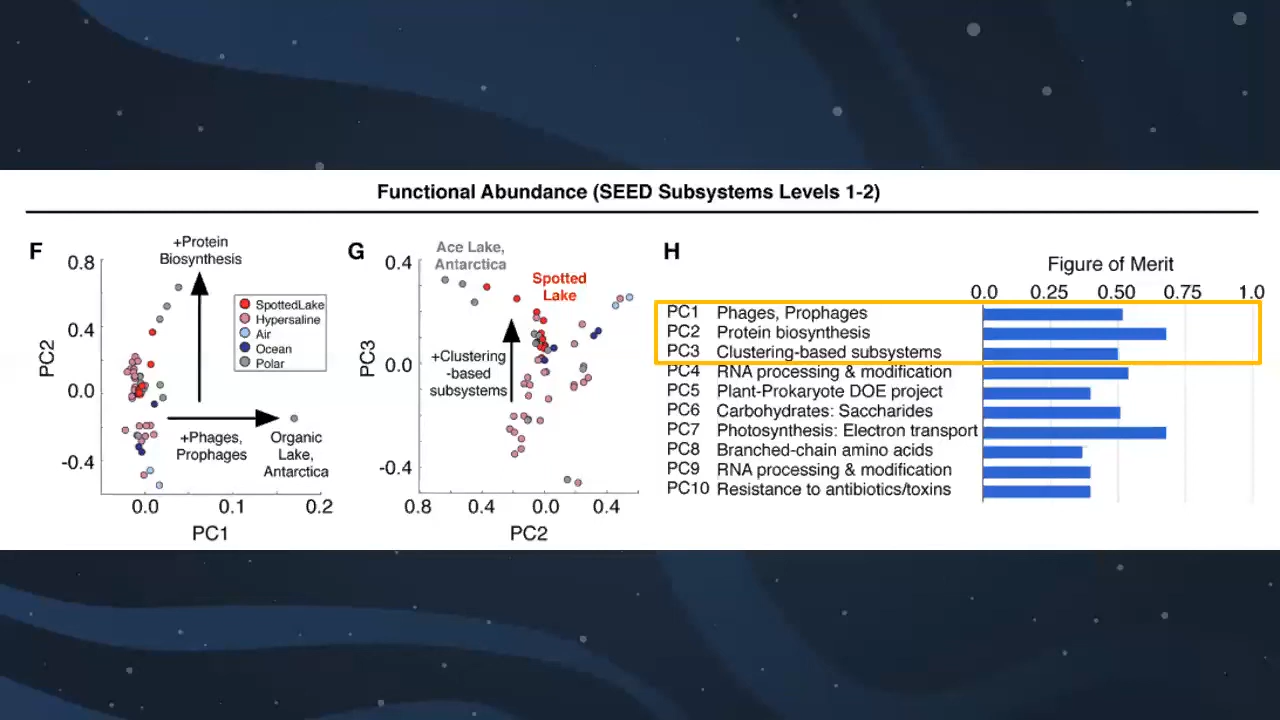 Functional Abundance (SEED Subsystems Levels 1-2)
F
+Protein
Biosynthesis
0.8
0.4
0.0
-0.4
PC2
SpottedLake
Hypersaline
Air
Ocean
Polar
+Phages,
Prophages
Organic
Lake,
Antarctica
0.0
0.1
0.2
PC1
G
Ace Lake,
Antarctica
Spotted
Lake
0.4
0.0
-0.4
PC3
+Clustering
-based
subsystems
0.8
0.4
0.0
0.4
PC2
H
Figure of Merit
0.0 0.25 0.50 0.75 1.0
PC1 Phages, Prophages
PC2 Protein biosynthesis
PC3 Clustering-based subsystems
PC4 RNA processing & modification
PC5 Plant-Prokaryote DOE project
PC6 Carbohydrates: Saccharides
PC7 Photosynthesis: Electron transport
PC8 Branched-chain amino acids
PC9 RNA processing & modification
PC10 Resistance to antibiotics/toxins